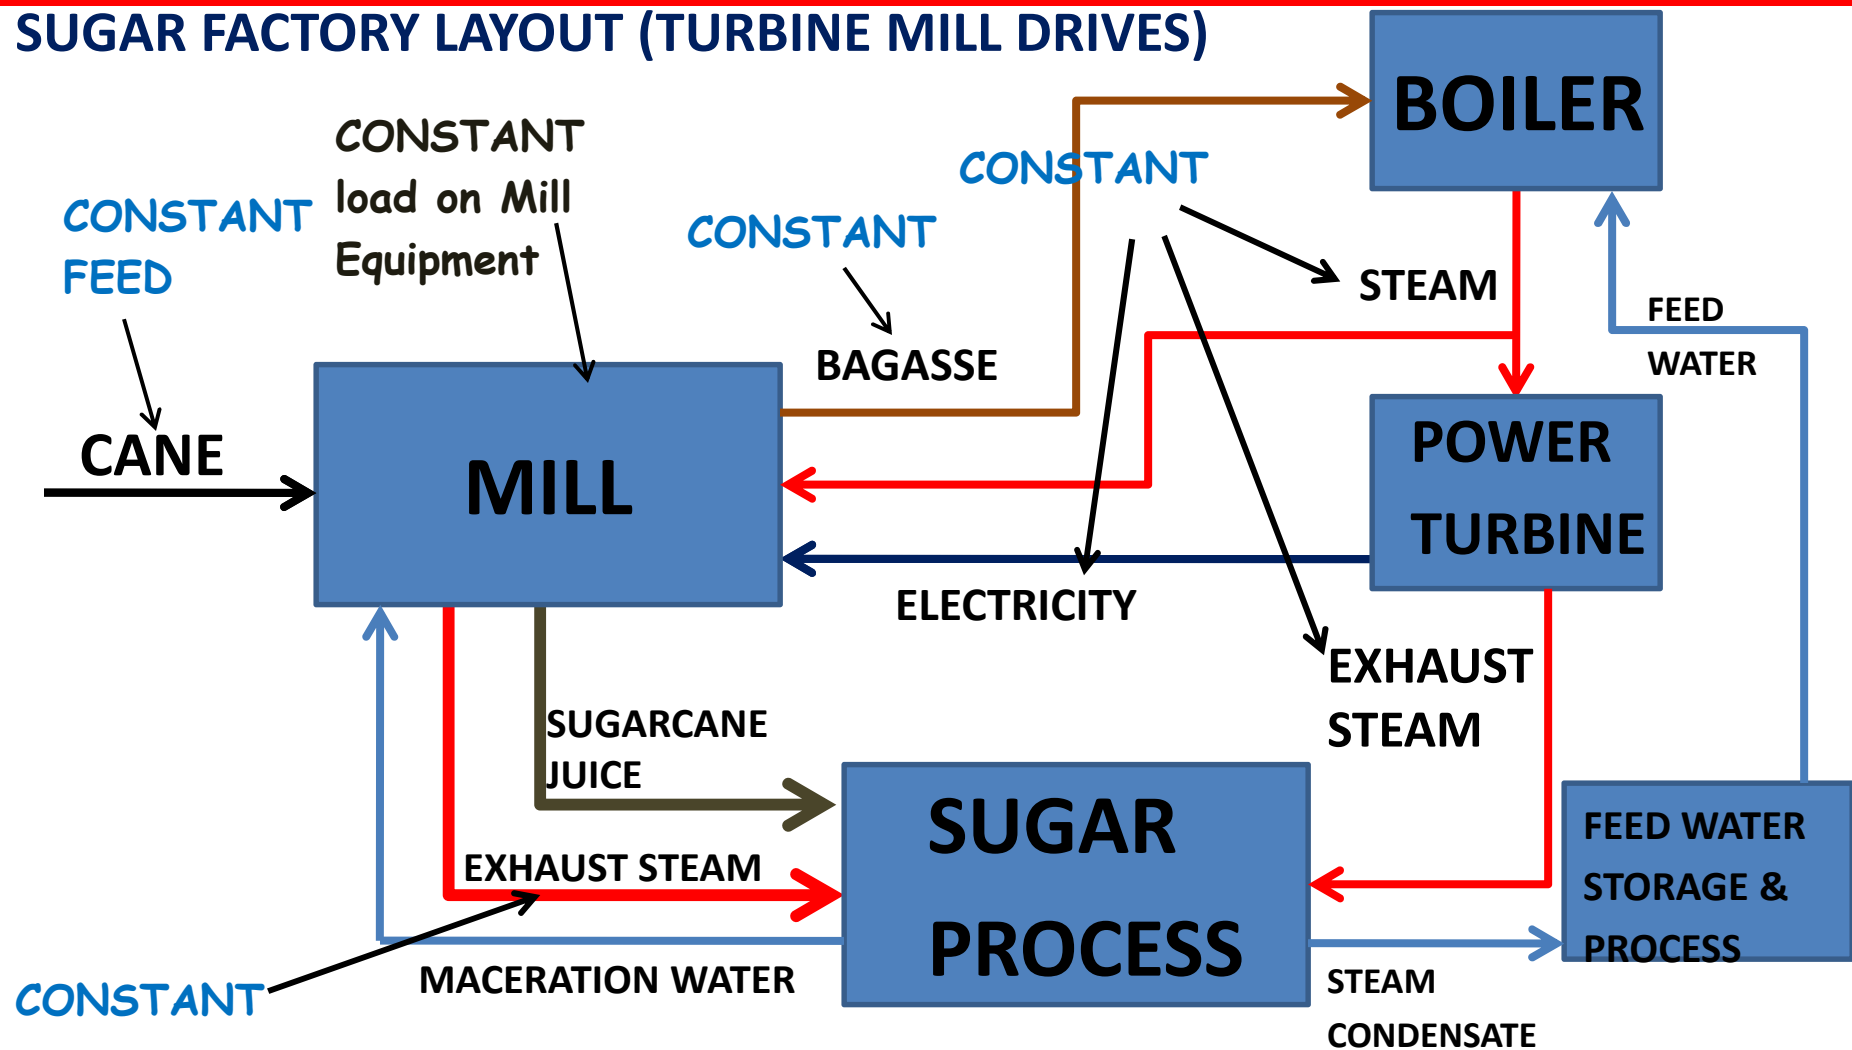 SUGAR FACTORY LAYOUT (TURBINE MILL DRIVES)
BOILER
CONSTANT
load on Mill
Equipment
CONSTANT
CONSTANT
FEED
CONSTANT
STEAM
FEED
WATER
BAGASSE
CANE
MILL
POWER
TURBINE
ELECTRICITY
EXHAUST
STEAM
SUGARCANE
JUICE
SUGAR
PROCESS
FEED WATER
STORAGE &
PROCESS
EXHAUST STEAM
MACERATION WATER
CONSTANT
STEAM
CONDENSATE